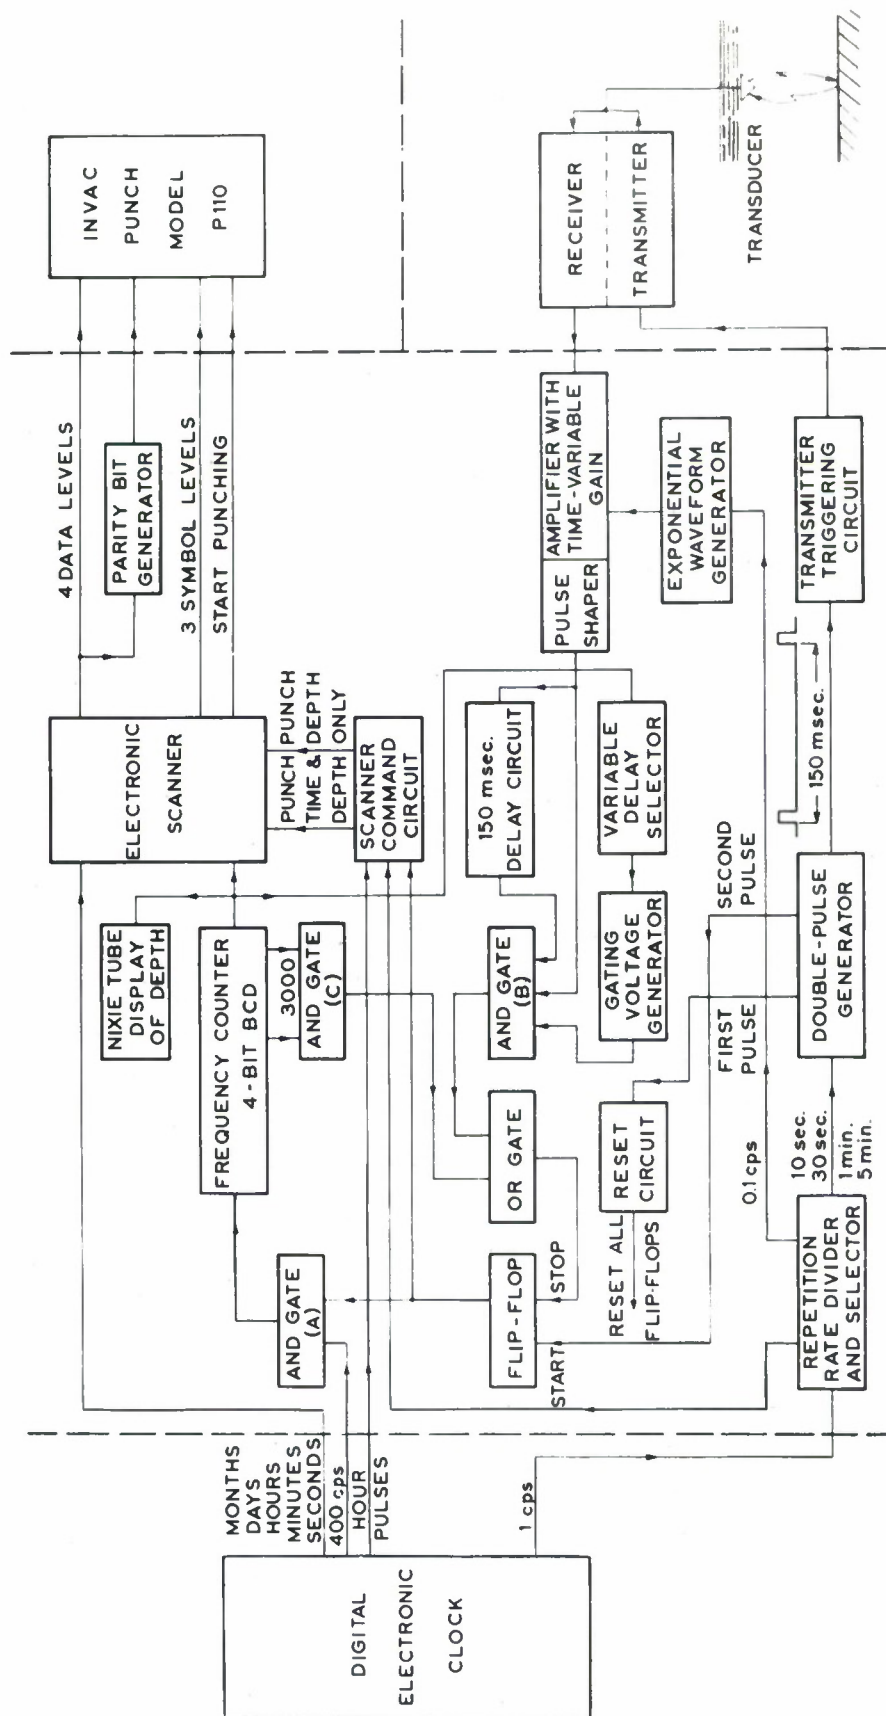 DIGITAL
ELECTRONIC
CLOCK
MONTHS
DAYS
HOURS
MINUTES
SECONDS
400 cps
HOUR
PULSES
1 cps
AND GATE
(A)
FLIP-FLOP
START
STOP
REPETITION
RATE DIVIDER
AND SELECTOR
10 sec.
30 sec.
1 min.
5 min.
0.1 cps
RESET ALL
FLIP-FLOPS
RESET
CIRCUIT
OR GATE
FREQUENCY COUNTER
4-BIT BCD
3000
AND GATE
(C)
NIXIE TUBE
DISPLAY
OF DEPTH
AND GATE
(B)
GATING
VOLTAGE
GENERATOR
FIRST
PULSE
SECOND
PULSE
DOUBLE-PULSE
GENERATOR
150 msec.
ELECTRONIC
SCANNER
PUNCH PUNCH
TIME & DEPTH
DEPTH ONLY
SCANNER
COMMAND
CIRCUIT
150 msec.
DELAY CIRCUIT
VARIABLE
DELAY
SELECTOR
PULSE
SHAPER
AMPLIFIER WITH
TIME-VARIABLE
GAIN
EXPONENTIAL
WAVEFORM
GENERATOR
TRANSMITTER
TRIGGERING
CIRCUIT
4 DATA LEVELS
PARITY BIT
GENERATOR
3 SYMBOL LEVELS
START PUNCHING
INVAC
PUNCH
MODEL
P110
RECEIVER
TRANSMITTER
TRANSDUCER